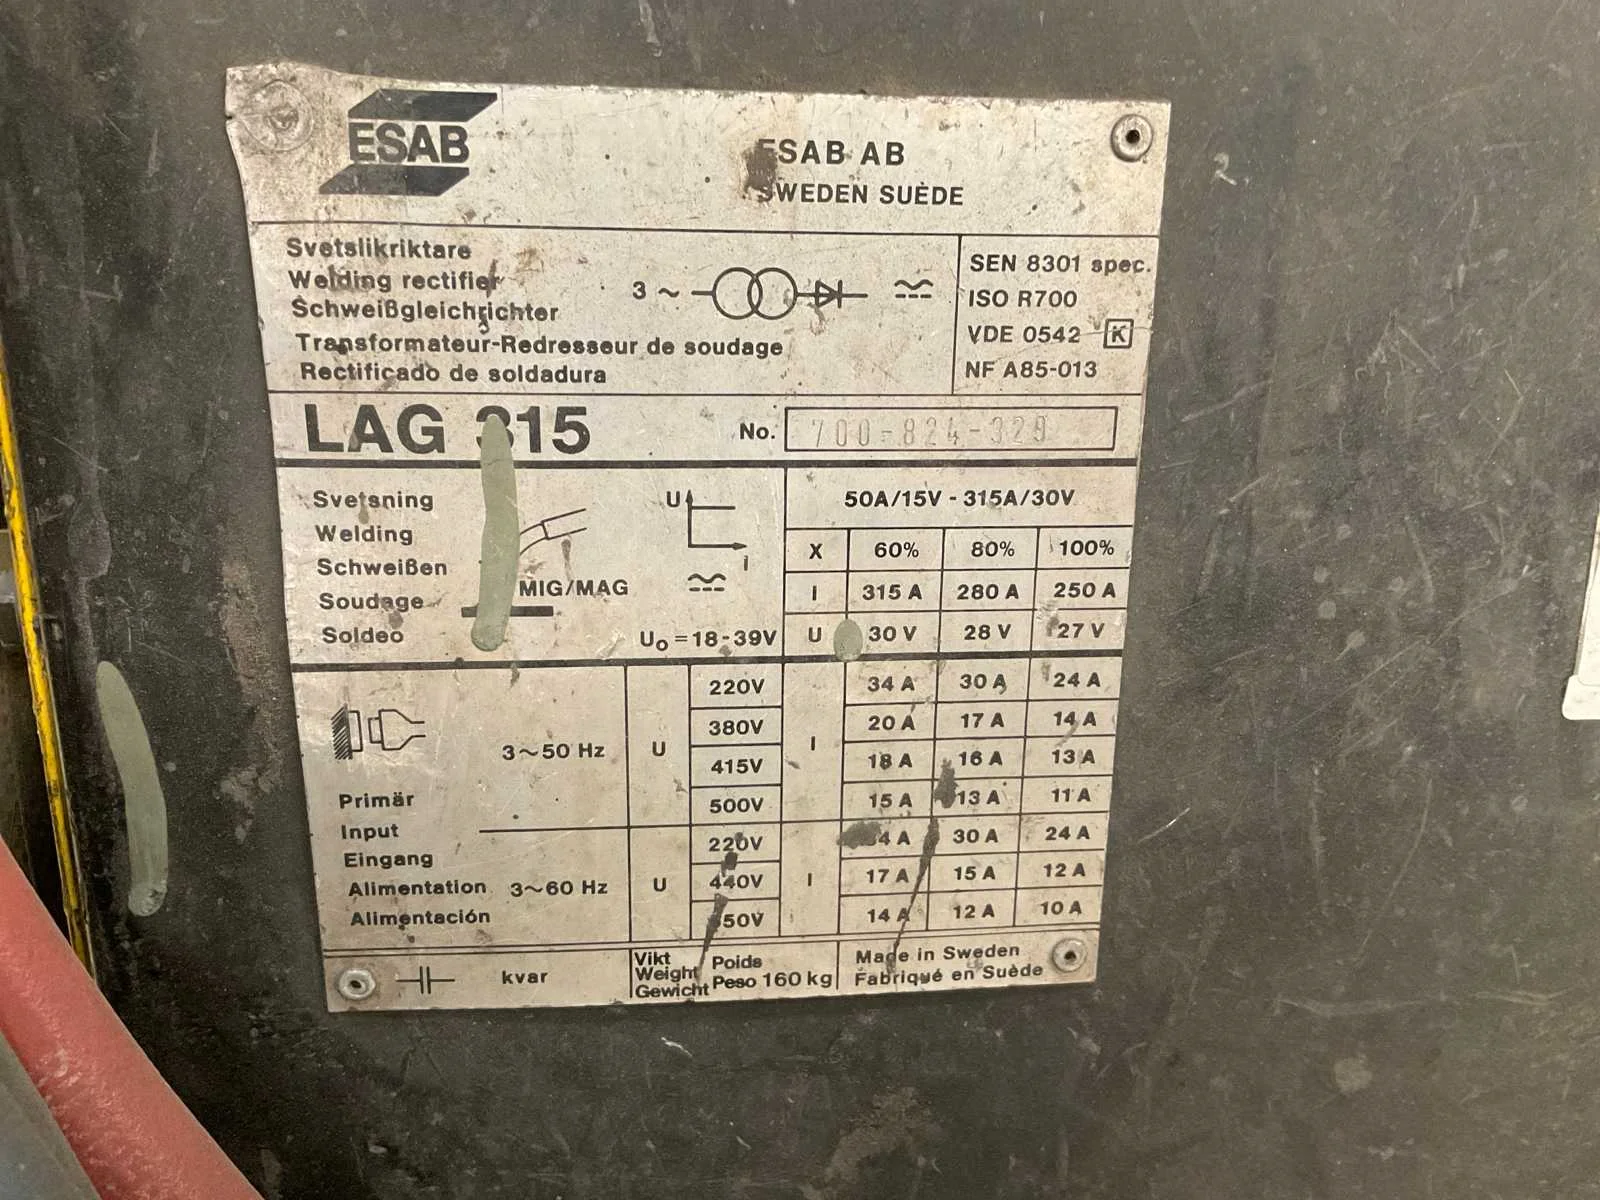 ESAB
ESAB AB
SWEDEN SUÈDE
Svetslikriktare
Welding rectifier
Schweißgleichrichter
Transformateur-Redresseur de soudage
Rectificado de soldadura
3 ~
SEN 8301 spec.
ISO R700
VDE 0542 K
NF A85-013
LAG 315
No. 700-824-329
Svetsning
Welding
Schweißen
Soudage
Soldeo
MIG/MAG
U
I
U₀ = 18-39V
50A/15V - 315A/30V
X 60% 80% 100%
I 315 A 280 A 250 A
U 30 V 28 V 27 V
Primär
Input
Eingang
Alimentation
Alimentación
3~50 Hz U I
220V 34 A 30 A 24 A
380V 20 A 17 A 14 A
415V 18 A 16 A 13 A
500V 15 A 13 A 11 A
3~60 Hz U I
220V 34 A 30 A 24 A
440V 17 A 15 A 12 A
14 A 12 A 10 A
kvar
Vikt Poids
Weight
Gewicht Peso 160 kg
Made in Sweden
Fabriqué en Suède